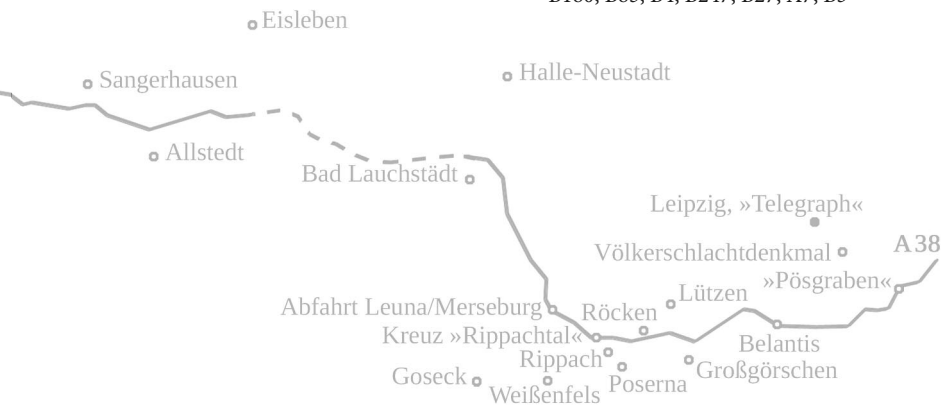 Eisleben
Halle-Neustadt
Sangerhausen
Allstedt
Bad Lauchstädt
Leipzig, »Telegraph«
A 38
Völkerschlachtdenkmal
»Pösgraben«
Lützen
Abfahrt Leuna/Merseburg
Röcken
Kreuz »Rippachtal«
Belantis
Rippach
Großgörschen
Goseck
Poserna
Weißenfels